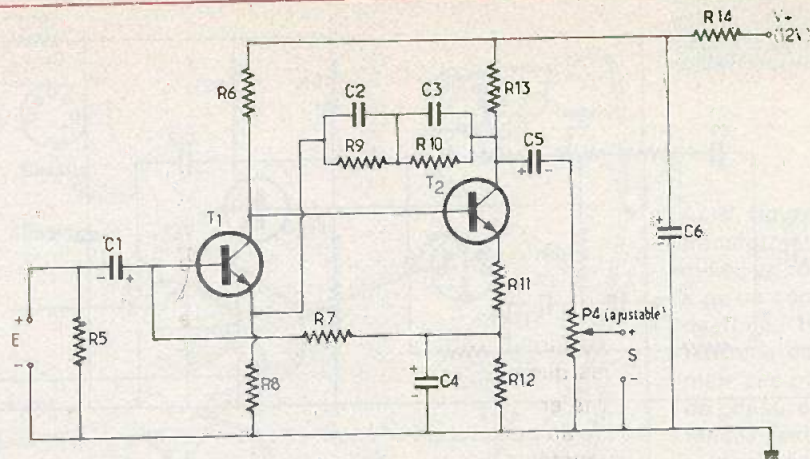 R14
V+
(12V)
R6
R13
C2
C3
R9
R10
C5
T1
T2
C1
C6
R11
E
R5
R7
P4 (ajustable)
S
R8
C4
R12
+
-